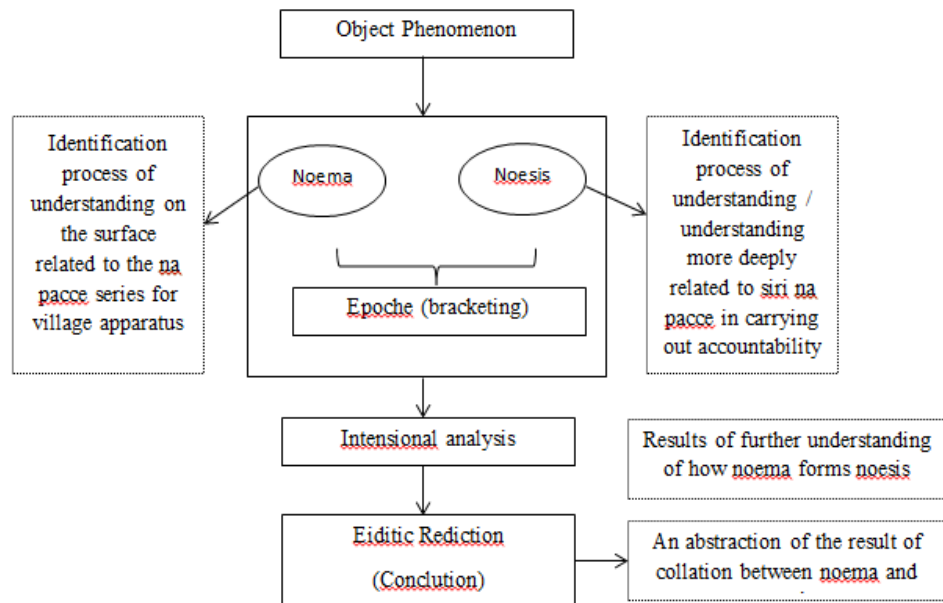 Object Phenomenon
Identification
process of
understanding on
the surface
related to the na
pacce series for
village apparatus
Noema
Noesis
Epoche (bracketing)
Identification
process of
understanding /
understanding
more deeply
related to siri na
pacce in carrying
out accountability
Intensional analysis
Results of further understanding
of how noema forms noesis
Eiditic Rediction
(Conclution)
An abstraction of the result of
collation between noema and